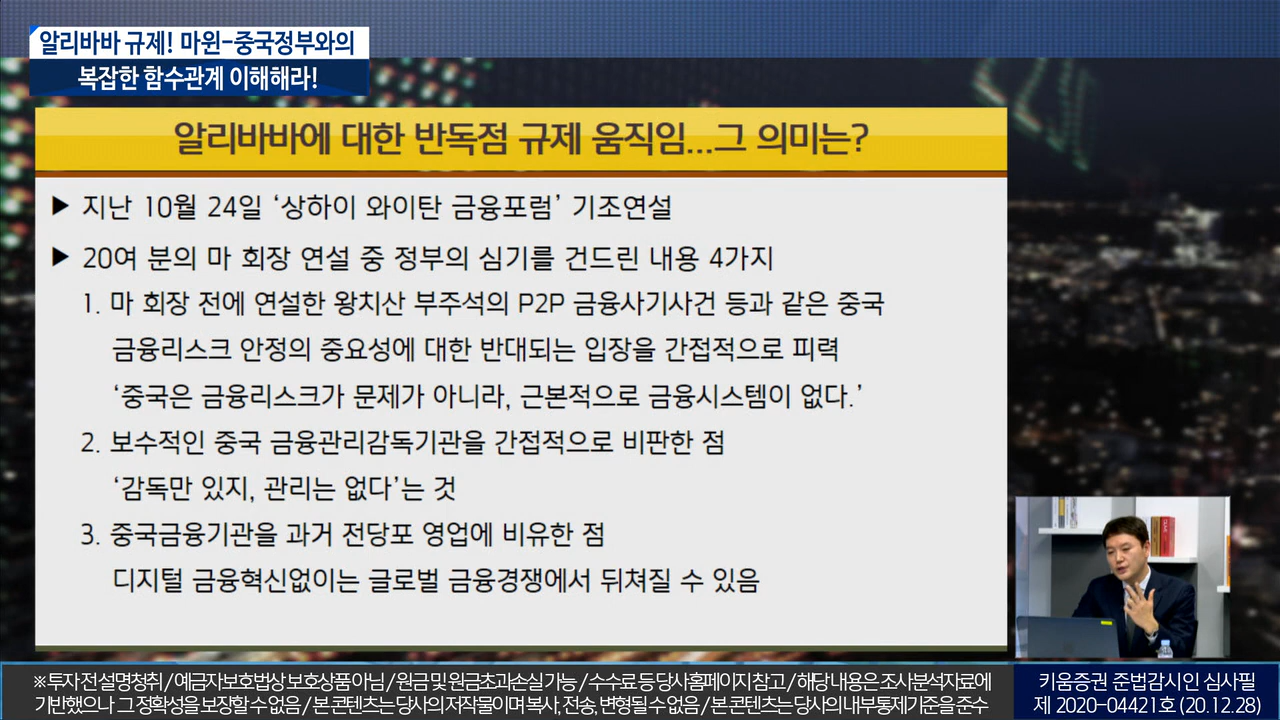 알리바바 규제! 마윈-중국정부와의
복잡한 함수관계 이해해라!
알리바바에 대한 반독점 규제 움직임...그 의미는?
▶ 지난 10월 24일 ‘상하이 와이탄 금융포럼’ 기조연설
▶ 20여 분의 마 회장 연설 중 정부의 심기를 건드린 내용 4가지
1. 마 회장 전에 연설한 왕치산 부주석의 P2P 금융사기사건 등과 같은 중국
금융리스크 안정의 중요성에 대한 반대되는 입장을 간접적으로 피력
‘중국은 금융리스크가 문제가 아니라, 근본적으로 금융시스템이 없다.’
2. 보수적인 중국 금융관리감독기관을 간접적으로 비판한 점
‘감독만 있지, 관리는 없다’는 것
3. 중국금융기관을 과거 전당포 영업에 비유한 점
디지털 금융혁신없이는 글로벌 금융경쟁에서 뒤쳐질 수 있음
※ 투자 전 설명청취 / 예금자보호법상 보호상품 아님 / 원금 및 원금초과손실 가능 / 수수료 등 당사홈페이지 참고 / 해당 내용은 조사분석자료에
기반했으나 그 정확성을 보장할 수 없음 / 본 콘텐츠는 당사의 저작물이며 복사, 전송, 변형될 수 없음 / 본 콘텐츠는 당사의 내부통제기준을 준수
키움증권 준법감시인 심사필
제 2020-04421호 (20.12.28)